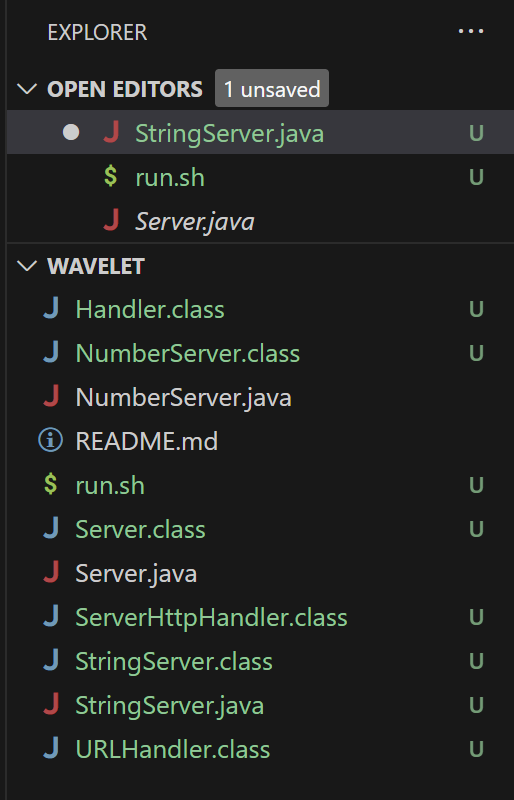 EXPLORER ...
OPEN EDITORS 1 unsaved
J StringServer.java U
$ run.sh U
J Server.java
WAVELET
J Handler.class U
J NumberServer.class U
J NumberServer.java
README.md
$ run.sh U
J Server.class U
J Server.java
J ServerHttpHandler.class U
J StringServer.class U
J StringServer.java U
J URLHandler.class U